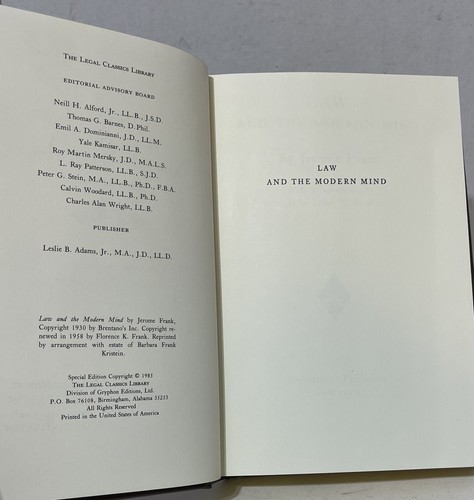 THE LEGAL CLASSICS LIBRARY
EDITORIAL ADVISORY BOARD
Neill H. Alford, Jr., LL.B., J.S.D.
Thomas G. Barnes, D.Phil.
Emil A. Dominianni, J.D., LL.M.
Yale Kamisar, LL.B.
Roy Martin Mersky, J.D., M.A.L.S.
L. Ray Patterson, LL.B., S.J.D.
Peter G. Stein, M.A., LL.B., Ph.D., F.B.A.
Calvin Woodard, LL.B., Ph.D.
Charles Alan Wright, LL.B.
PUBLISHER
Leslie B. Adams, Jr., M.A., J.D., LL.D.
Law and the Modern Mind by Jerome Frank,
Copyright 1930 by Brentano's Inc. Copyright re-
newed in 1958 by Florence K. Frank. Reprinted
by arrangement with estate of Barbara Frank
Kristein.
Special Edition Copyright © 1985
THE LEGAL CLASSICS LIBRARY
Division of Gryphon Editions, Ltd.
P.O. Box 76108, Birmingham, Alabama 35253
All Rights Reserved
Printed in the United States of America
LAW
AND THE MODERN MIND